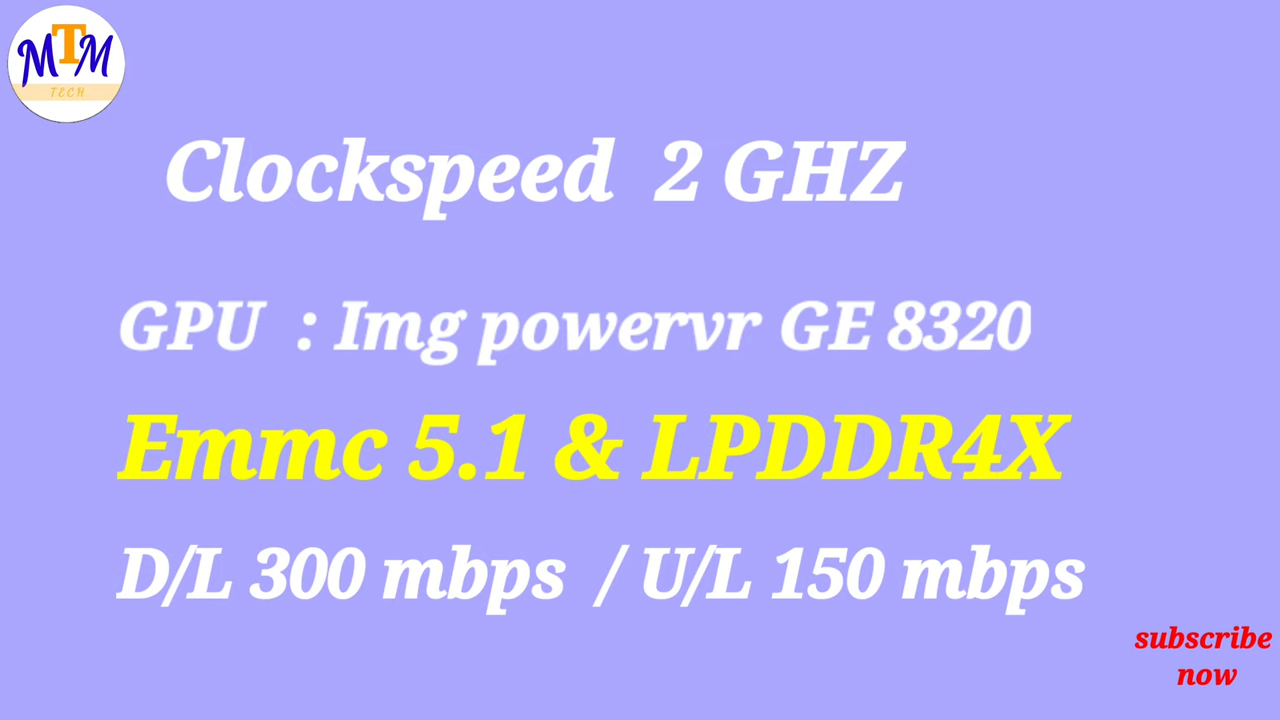 MTM
TECH
Clockspeed 2 GHZ
GPU : Img powervr GE 8320
Emmc 5.1 & LPDDR4X
D/L 300 mbps / U/L 150 mbps
subscribe
now